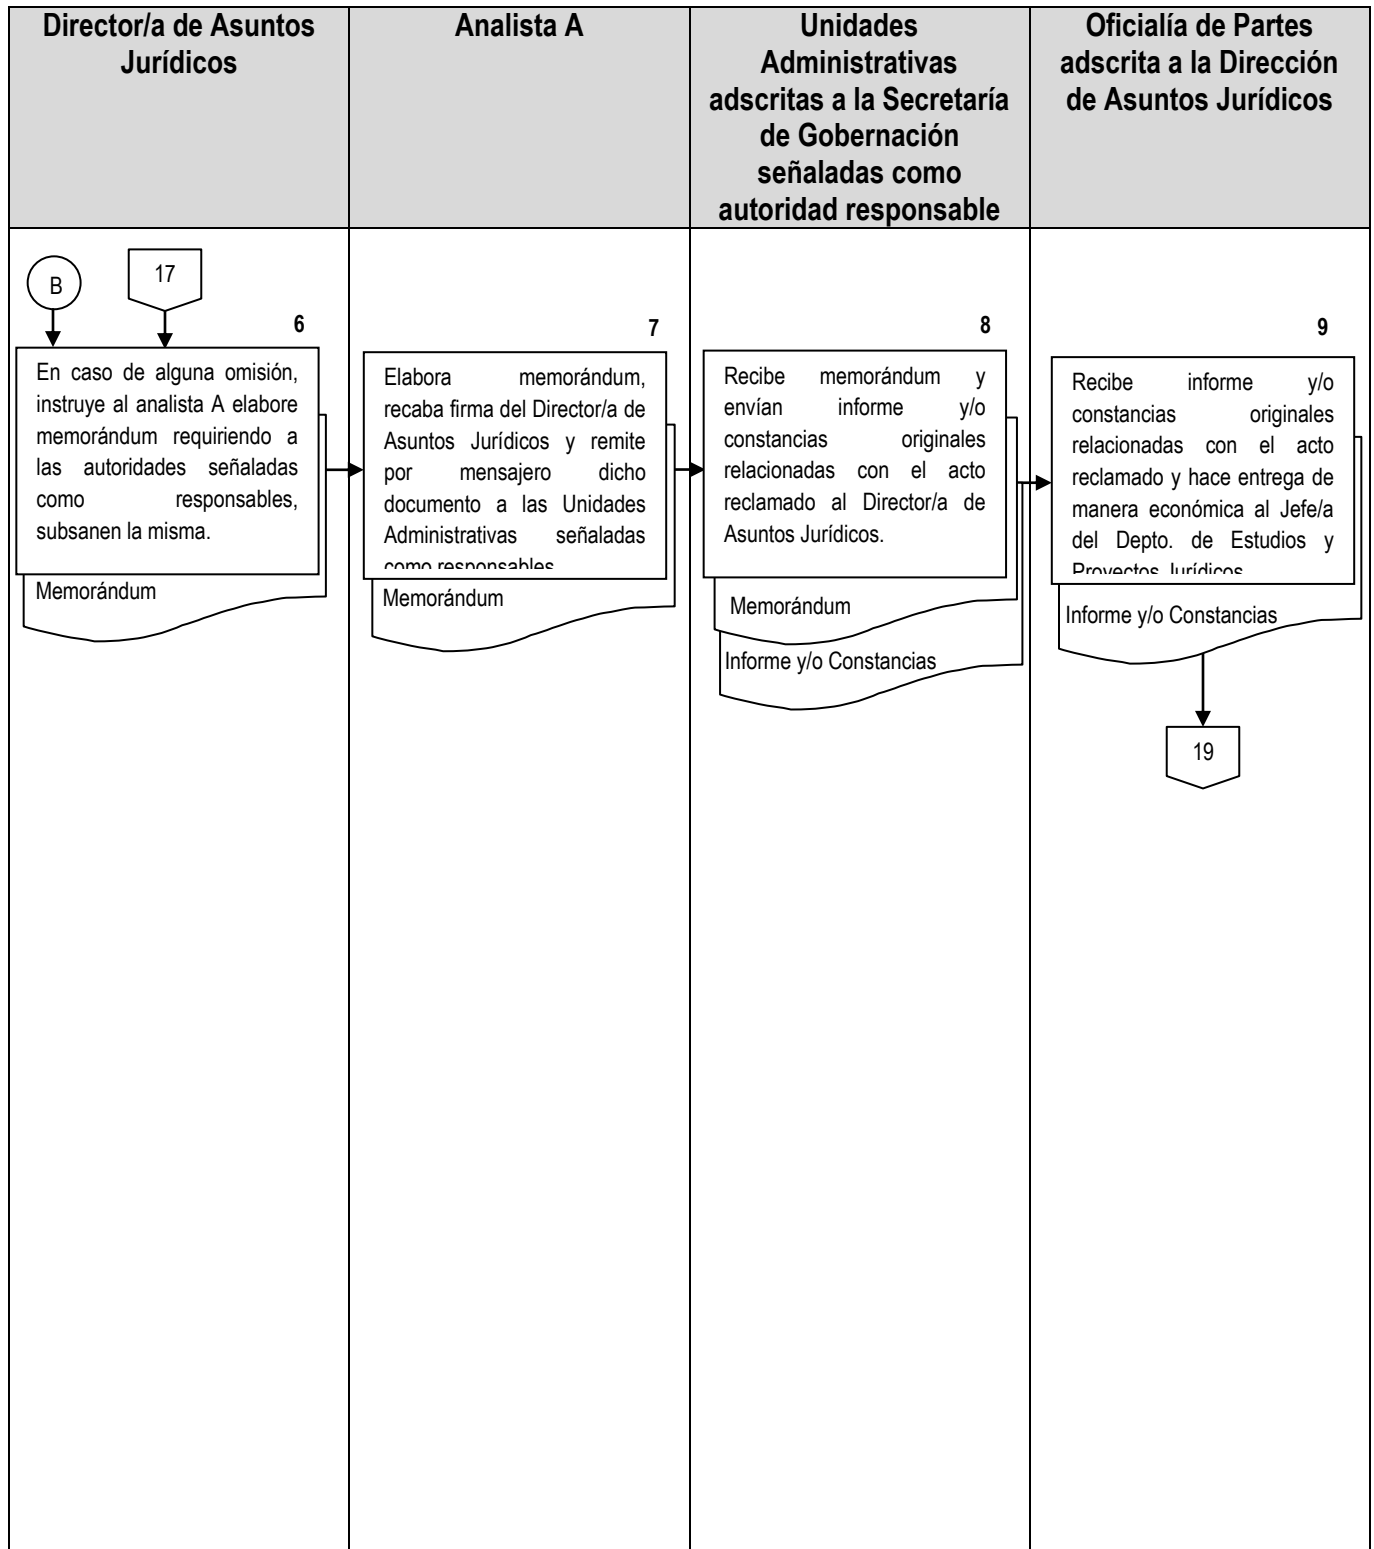 Director/a de Asuntos
Jurídicos
Analista A
Unidades
Administrativas
adscritas a la Secretaría
de Gobernación
señaladas como
autoridad responsable
Oficialía de Partes
adscrita a la Dirección
de Asuntos Jurídicos
B
17
6
En caso de alguna omisión,
instruye al analista A elabore
memorándum requiriendo a
las autoridades señaladas
como responsables,
subsanen la misma.
Memorándum
7
Elabora memorándum,
recaba firma del Director/a de
Asuntos Jurídicos y remite
por mensajero dicho
documento a las Unidades
Administrativas señaladas
como responsables
Memorándum
8
Recibe memorándum y
envían informe y/o
constancias originales
relacionadas con el acto
reclamado al Director/a de
Asuntos Jurídicos.
Memorándum
Informe y/o Constancias
9
Recibe informe y/o
constancias originales
relacionadas con el acto
reclamado y hace entrega de
manera económica al Jefe/a
del Depto. de Estudios y
Proyectos Jurídicos
Informe y/o Constancias
19